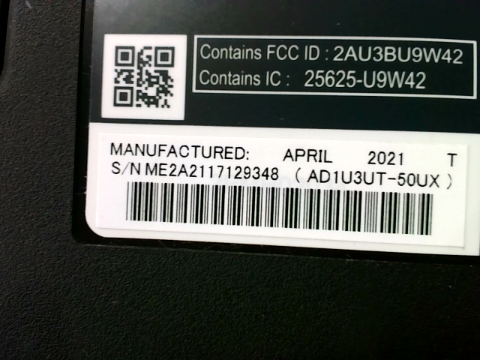 Contains FCC ID : 2AU3BU9W42
Contains IC : 25625-U9W42
MANUFACTURED: APRIL 2021 T
S/N ME2A2117129348 ( AD1U3UT-50UX )